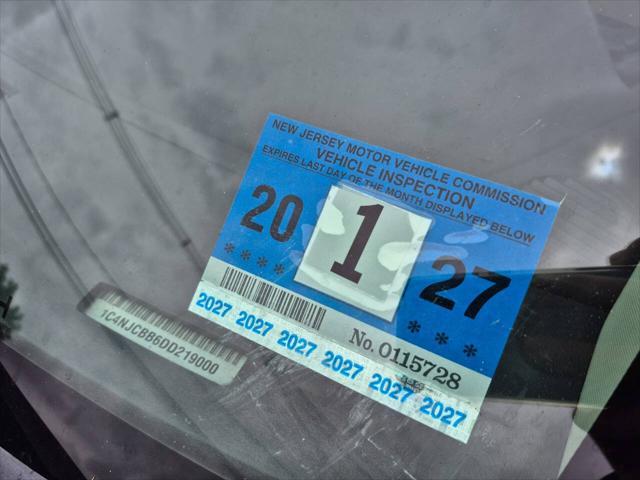 NEW JERSEY MOTOR VEHICLE COMMISSION
VEHICLE INSPECTION
EXPIRES LAST DAY OF THE MONTH DISPLAYED BELOW
20 1 27
* * * * * * *
No. 0115728
2027 2027 2027 2027 2027 2027
1C4NJCBB6DD219000